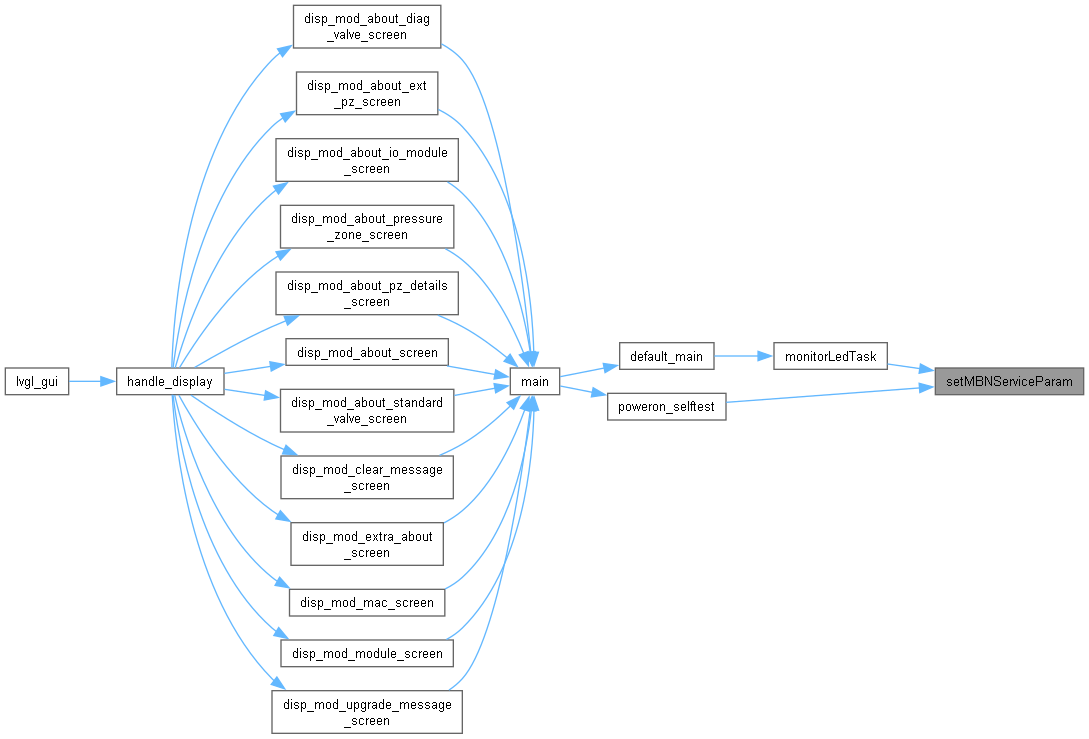 disp_mod_about_diag
_valve_screen
disp_mod_about_ext
_pz_screen
disp_mod_about_io_module
_screen
disp_mod_about_pressure
_zone_screen
disp_mod_about_pz_details
_screen
disp_mod_about_screen
default_main
monitorLedTask
lvgl_gui
handle_display
main
setMBNServiceParam
disp_mod_about_standard
_valve_screen
poweron_selftest
disp_mod_clear_message
_screen
disp_mod_extra_about
_screen
disp_mod_mac_screen
disp_mod_module_screen
disp_mod_upgrade_message
_screen